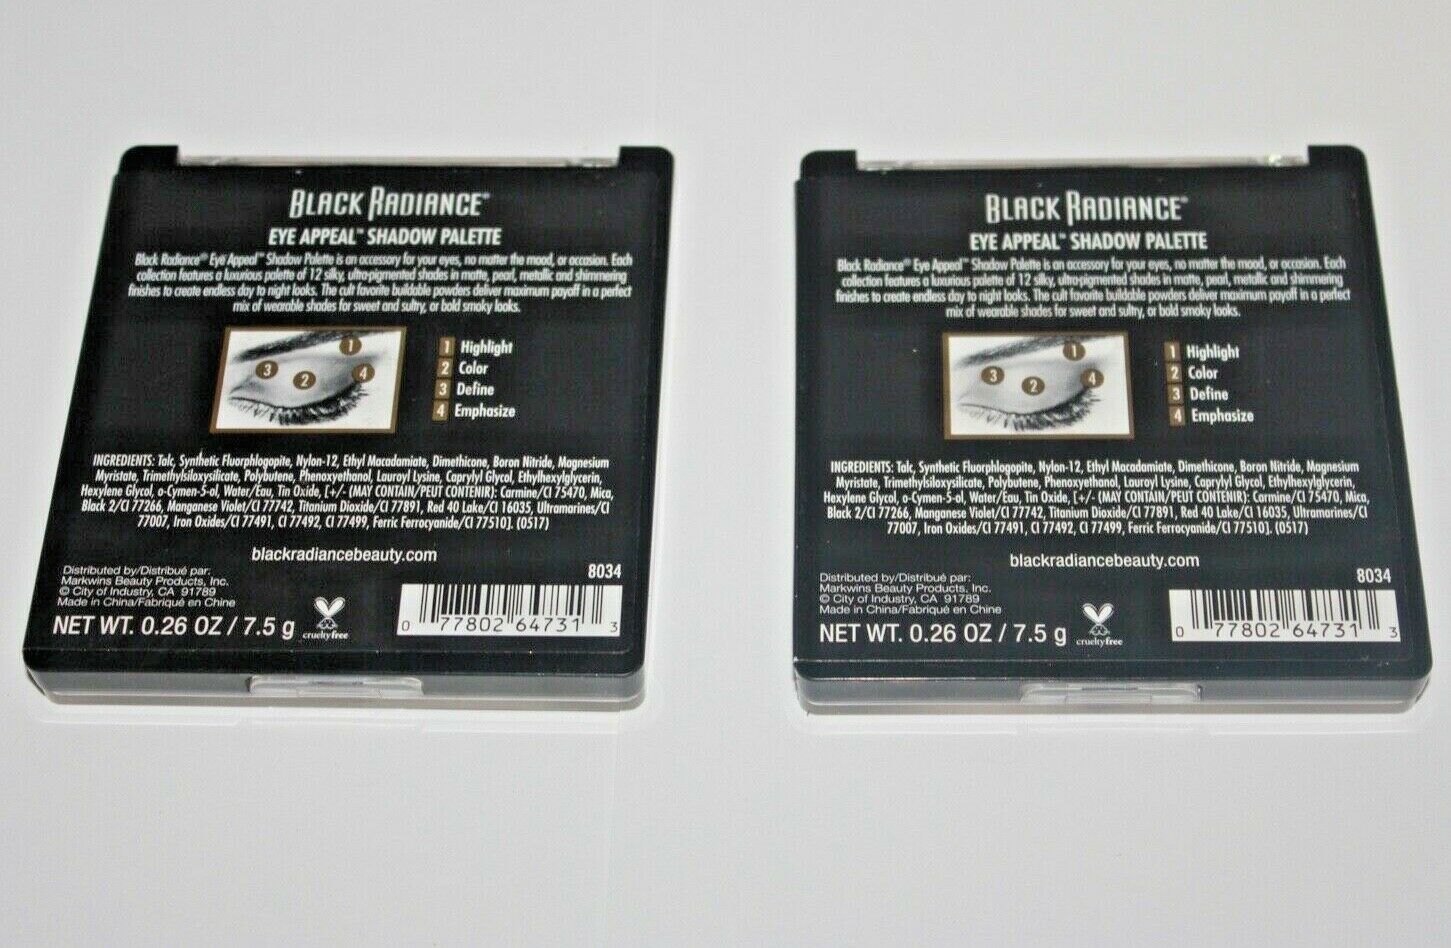 BLACK RADIANCE™
EYE APPEAL™ SHADOW PALETTE
Black Radiance® Eye Appeal™ Shadow Palette is an accessory for your eyes, no matter the mood, or occasion. Each
collection features a luxurious palette of 12 silky, ultra-pigmented shades in matte, pearl, metallic and shimmering
finishes to create endless day to night looks. The cult favorite buildable powders deliver maximum payoff in a perfect
mix of wearable shades for sweet and sultry, or bold smoky looks.
1
3
2
4
1 Highlight
2 Color
3 Define
4 Emphasize
INGREDIENTS: Talc, Synthetic Fluorphlogopite, Nylon-12, Ethyl Macadamiate, Dimethicone, Boron Nitride, Magnesium
Myristate, Trimethylsiloxysilicate, Polybutene, Phenoxyethanol, Lauroyl Lysine, Caprylyl Glycol, Ethylhexylglycerin,
Hexylene Glycol, o-Cymen-5-ol, Water/Eau, Tin Oxide, [+/- (MAY CONTAIN/PEUT CONTENIR): Carmine/CI 75470, Mica,
Black 2/CI 77266, Manganese Violet/CI 77742, Titanium Dioxide/CI 77891, Red 40 Lake/CI 16035, Ultramarines/CI
77007, Iron Oxides/CI 77491, CI 77492, CI 77499, Ferric Ferrocyanide/CI 77510]. (0517)
blackradiancebeauty.com
Distributed by/Distribué par:
Markwins Beauty Products, Inc.
© City of Industry, CA 91789
Made in China/Fabriqué en Chine
NET WT. 0.26 OZ / 7.5 g
crueltyfree
8034
0 77802 64731 3
BLACK RADIANCE™
EYE APPEAL™ SHADOW PALETTE
Black Radiance® Eye Appeal™ Shadow Palette is an accessory for your eyes, no matter the mood, or occasion. Each
collection features a luxurious palette of 12 silky, ultra-pigmented shades in matte, pearl, metallic and shimmering
finishes to create endless day to night looks. The cult favorite buildable powders deliver maximum payoff in a perfect
mix of wearable shades for sweet and sultry, or bold smoky looks.
1
3
2
4
1 Highlight
2 Color
3 Define
4 Emphasize
INGREDIENTS: Talc, Synthetic Fluorphlogopite, Nylon-12, Ethyl Macadamiate, Dimethicone, Boron Nitride, Magnesium
Myristate, Trimethylsiloxysilicate, Polybutene, Phenoxyethanol, Lauroyl Lysine, Caprylyl Glycol, Ethylhexylglycerin,
Hexylene Glycol, o-Cymen-5-ol, Water/Eau, Tin Oxide, [+/- (MAY CONTAIN/PEUT CONTENIR): Carmine/CI 75470, Mica,
Black 2/CI 77266, Manganese Violet/CI 77742, Titanium Dioxide/CI 77891, Red 40 Lake/CI 16035, Ultramarines/CI
77007, Iron Oxides/CI 77491, CI 77492, CI 77499, Ferric Ferrocyanide/CI 77510]. (0517)
blackradiancebeauty.com
Distributed by/Distribué par:
Markwins Beauty Products, Inc.
© City of Industry, CA 91789
Made in China/Fabriqué en Chine
NET WT. 0.26 OZ / 7.5 g
crueltyfree
8034
0 77802 64731 3